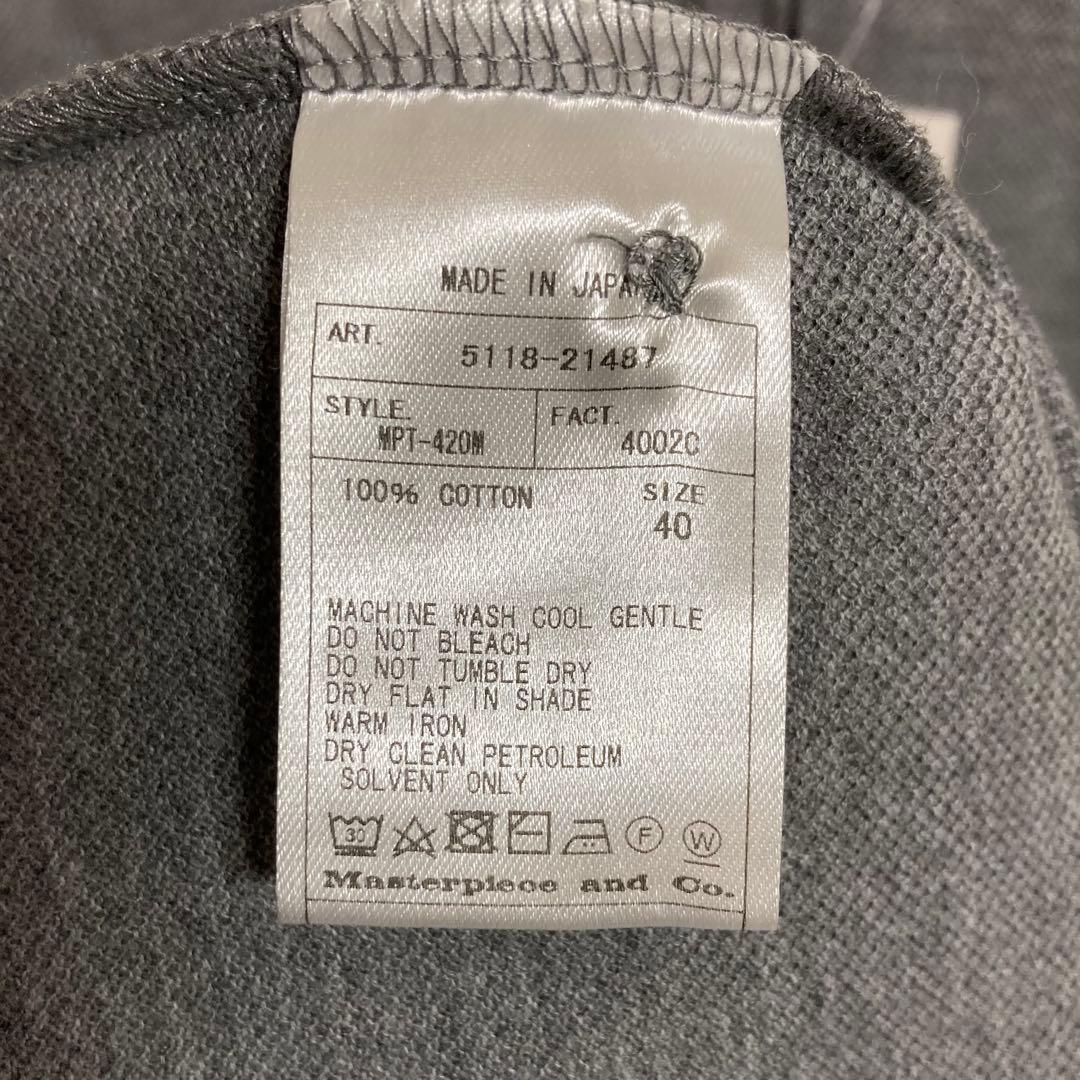 MADE IN JAPAN
ART.
5118-21487
STYLE.
MPT-420M
FACT.
4002C
100% COTTON
SIZE
40
MACHINE WASH COOL GENTLE
DO NOT BLEACH
DO NOT TUMBLE DRY
DRY FLAT IN SHADE
WARM IRON
DRY CLEAN PETROLEUM
SOLVENT ONLY
30 F W
Masterpiece and Co.